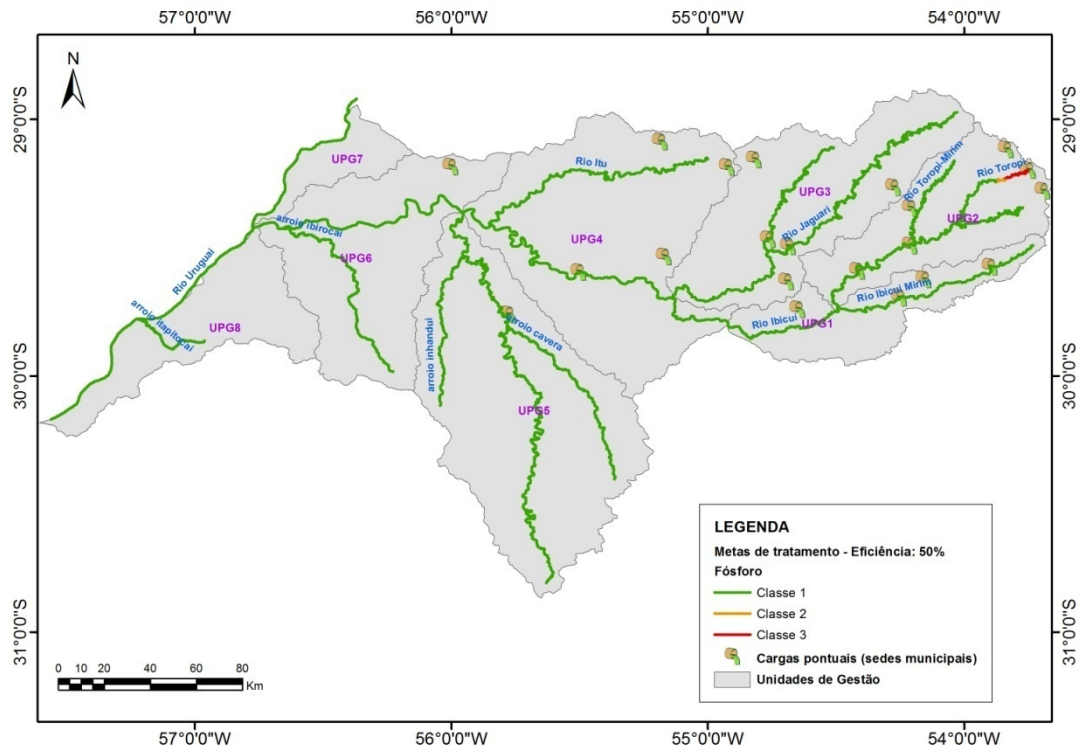 57°0'0"W 56°0'0"W 55°0'0"W 54°0'0"W
N
29°0'0"S
29°0'0"S
UPG7
Rio Itu
UPG3
Rio Toropi-Mirim
Rio Toropi
arroio ibirocai
Rio Jaguari
UPG2
UPG4
UPG6
Rio Uruguai
Rio Ibicui Mirim
arroio itapitocai
UPG8
arroio inhandui
arroio cavera
Rio Ibicui
UPG1
30°0'0"S
30°0'0"S
UPG5
LEGENDA
Metas de tratamento - Eficiência: 50%
Fósforo
Classe 1
Classe 2
Classe 3
Cargas pontuais (sedes municipais)
Unidades de Gestão
31°0'0"S
31°0'0"S
0 10 20 40 60 80
Km
57°0'0"W 56°0'0"W 55°0'0"W 54°0'0"W